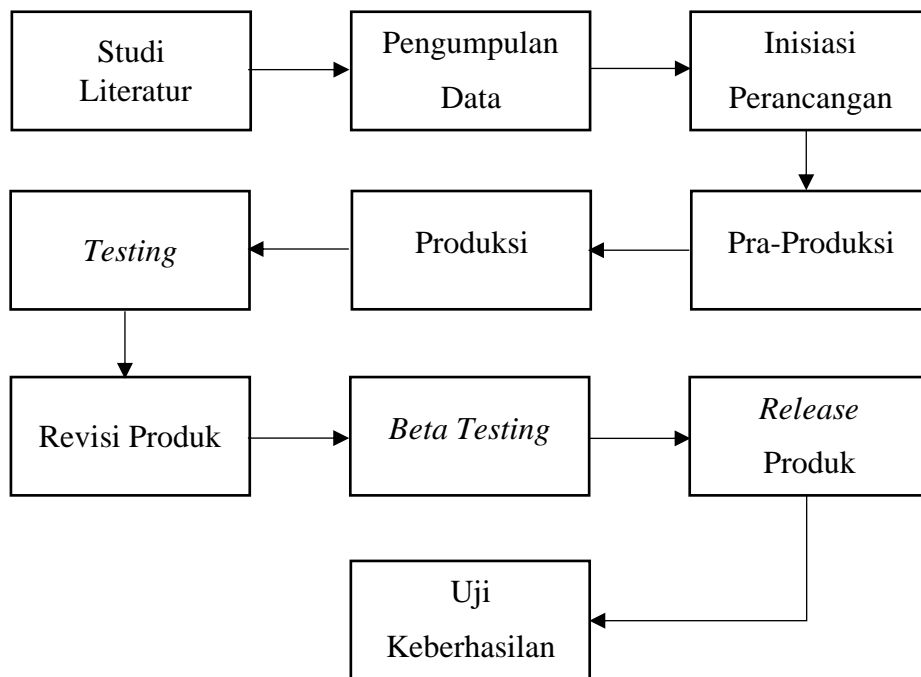 Studi
Literatur
Pengumpulan
Data
Inisiasi
Perancangan
Pra-Produksi
Produksi
Testing
Revisi Produk
Beta Testing
Release
Produk
Uji
Keberhasilan